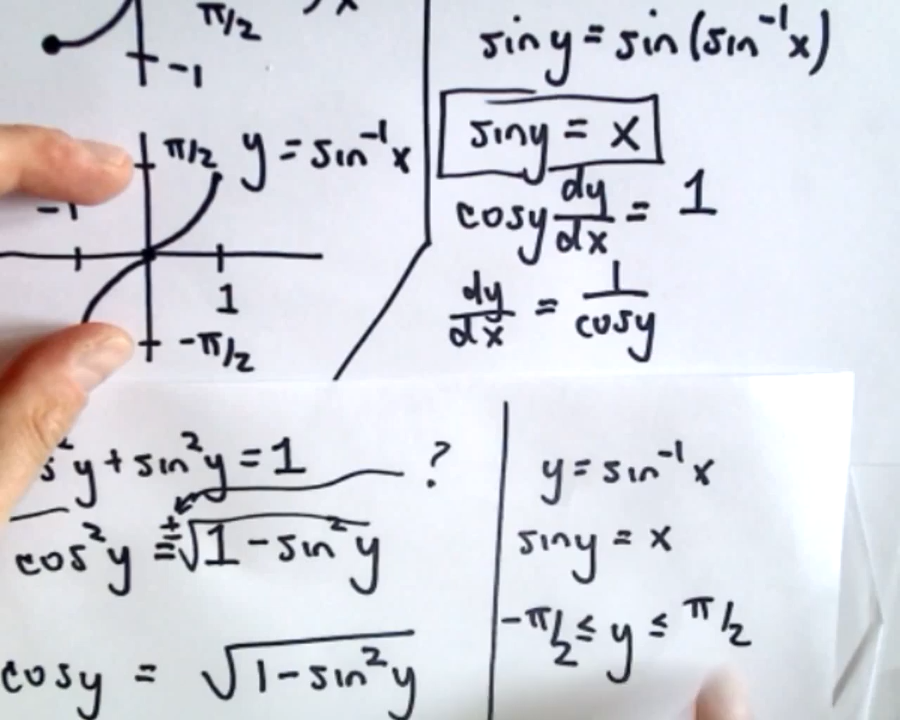 π/2
-1
π/2 y = sin⁻¹x
-1
1
-π/2
sin y = sin(sin⁻¹x)
sin y = x
cos y dy/dx = 1
dy/dx = 1/cos y
s²y + sin²y = 1 ?
cos²y = ±√1 - sin²y
cos y = √1 - sin²y
y = sin⁻¹x
sin y = x
-π/2 ≤ y ≤ π/2